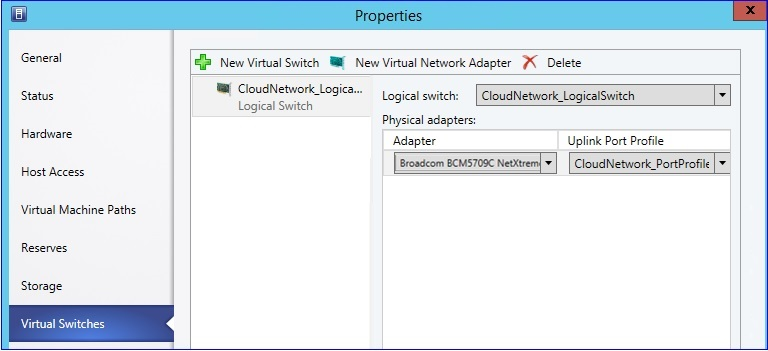 Properties
X
General
Status
Hardware
Host Access
Virtual Machine Paths
Reserves
Storage
Virtual Switches
New Virtual Switch New Virtual Network Adapter Delete
CloudNetwork_Logica...
Logical Switch
Logical switch: CloudNetwork_LogicalSwitch
Physical adapters:
Adapter Uplink Port Profile
Broadcom BCM5709C NetXtrem CloudNetwork_PortProfile